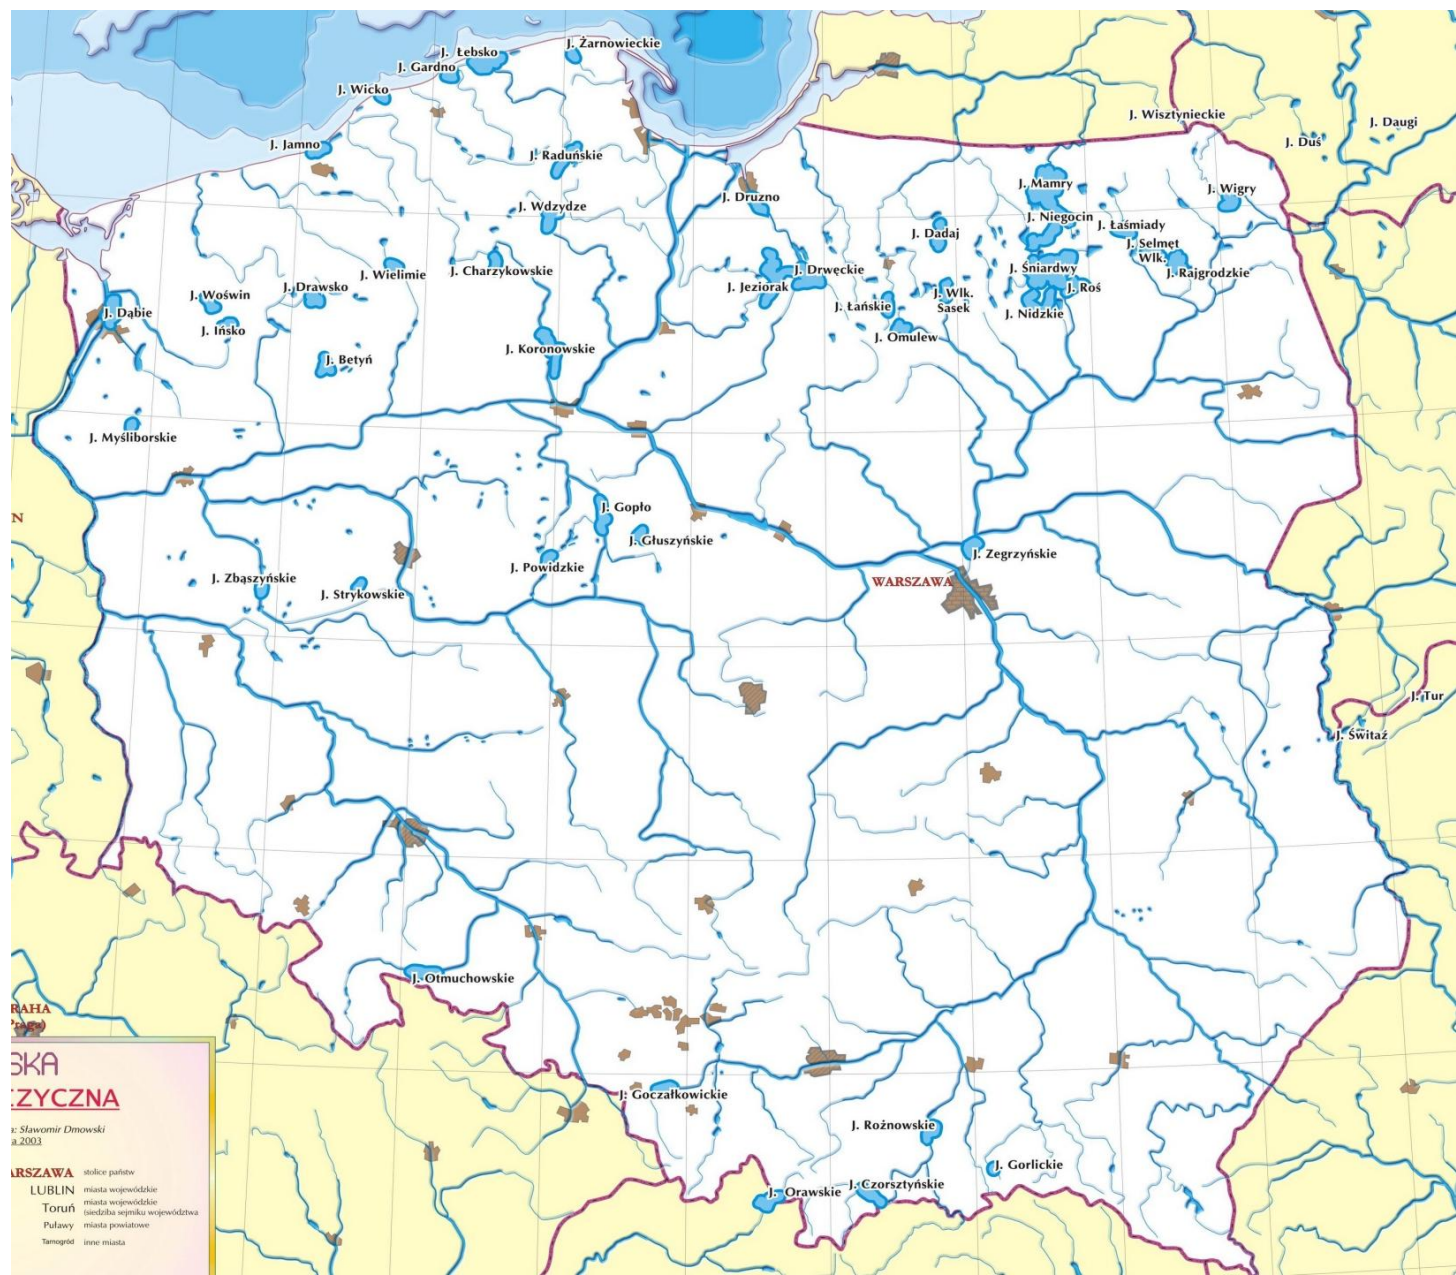 J. Żarnowieckie
J. Łebsko
J. Gardno
J. Wicko
J. Wisztynieckie
J. Daugi
J. Duś
J. Jamno
J. Raduńskie
J. Mamry
J. Wigry
J. Druzno
J. Wdzydze
J. Niegocin
J. Łaśmiady
J. Dadaj
J. Selmęt
Wlk.
J. Wielimie
J. Charzykowskie
J. Drwęckie
J. Śniardwy
J. Rajgrodzkie
J. Woświn
J. Drawsko
J. Jeziorak
J. Roś
J. Wlk.
Sasek
J. Łańskie
J. Nidzkie
J. Dąbie
J. Ińsko
J. Omulew
J. Koronowskie
J. Betyń
J. Myśliborskie
N
J. Gopło
J. Głuszyńskie
J. Zegrzyńskie
J. Powidzkie
J. Zbąszyńskie
WARSZAWA
J. Strykowskie
J. Tur
J. Świtaź
J. Otmuchowskie
RAHA
Praga)
SKA
ZYCZNA
a: Sławomir Dmowski
a 2003
J. Goczałkowickie
J. Rożnowskie
J. Gorlickie
J. Orawskie
J. Czorsztyńskie
ARSZAWA stolice państw
LUBLIN miasta wojewódzkie
Toruń miasta wojewódzkie
(siedziba sejmiku województwa
Puławy miasta powiatowe
Tarnogród inne miasta